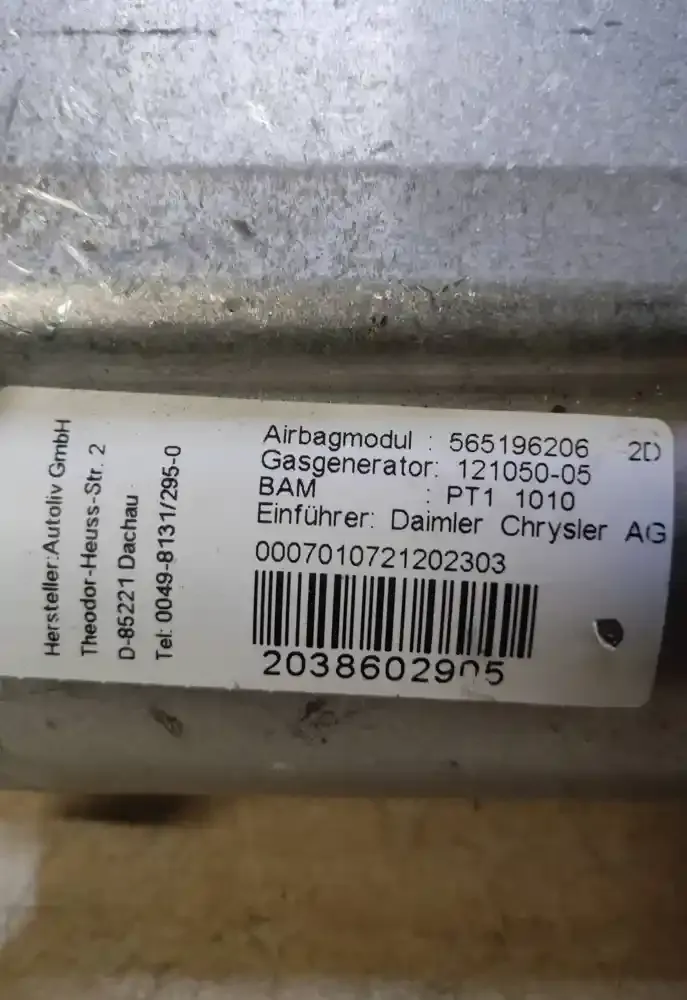 Hersteller:Autoliv GmbH
Theodor-Heuss-Str. 2
D-85221 Dachau
Tel: 0049-8131/295-0
Airbagmodul : 565196206 2D
Gasgenerator: 121050-05
BAM : PT1 1010
Einführer: Daimler Chrysler AG
0007010721202303
2038602905